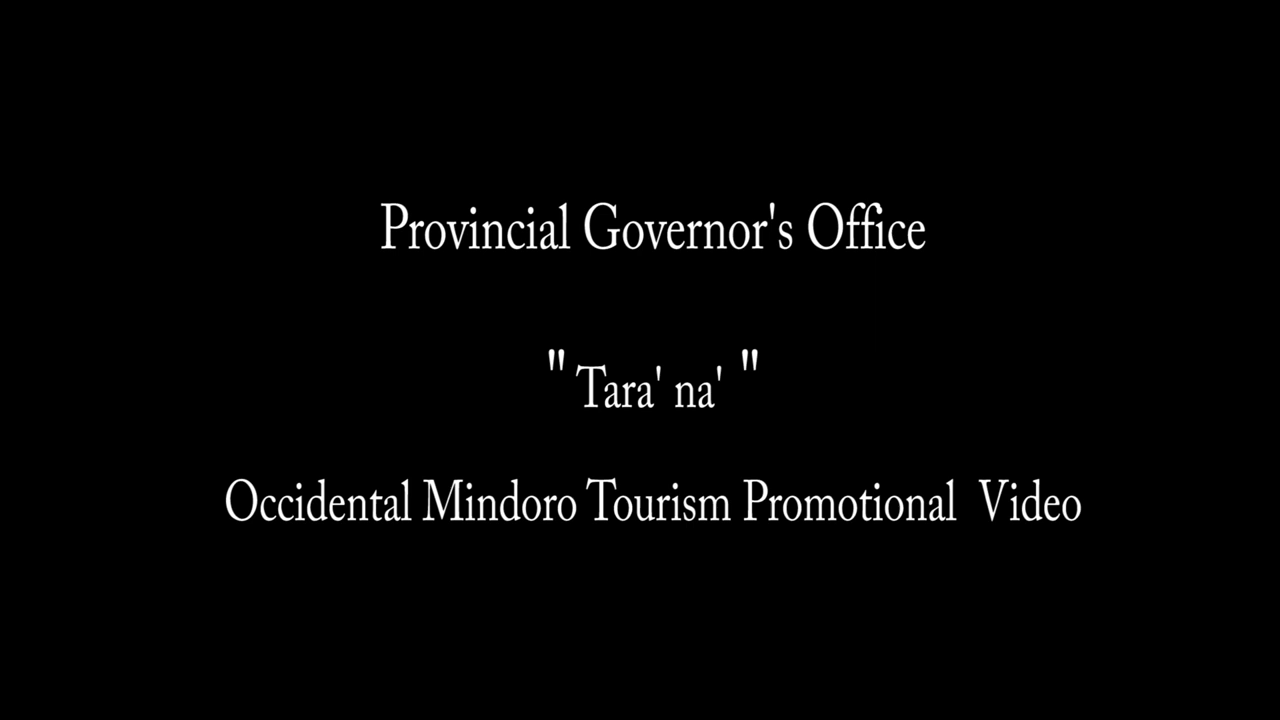 Provincial Governor's Office
" Tara' na' "
Occidental Mindoro Tourism Promotional  Video